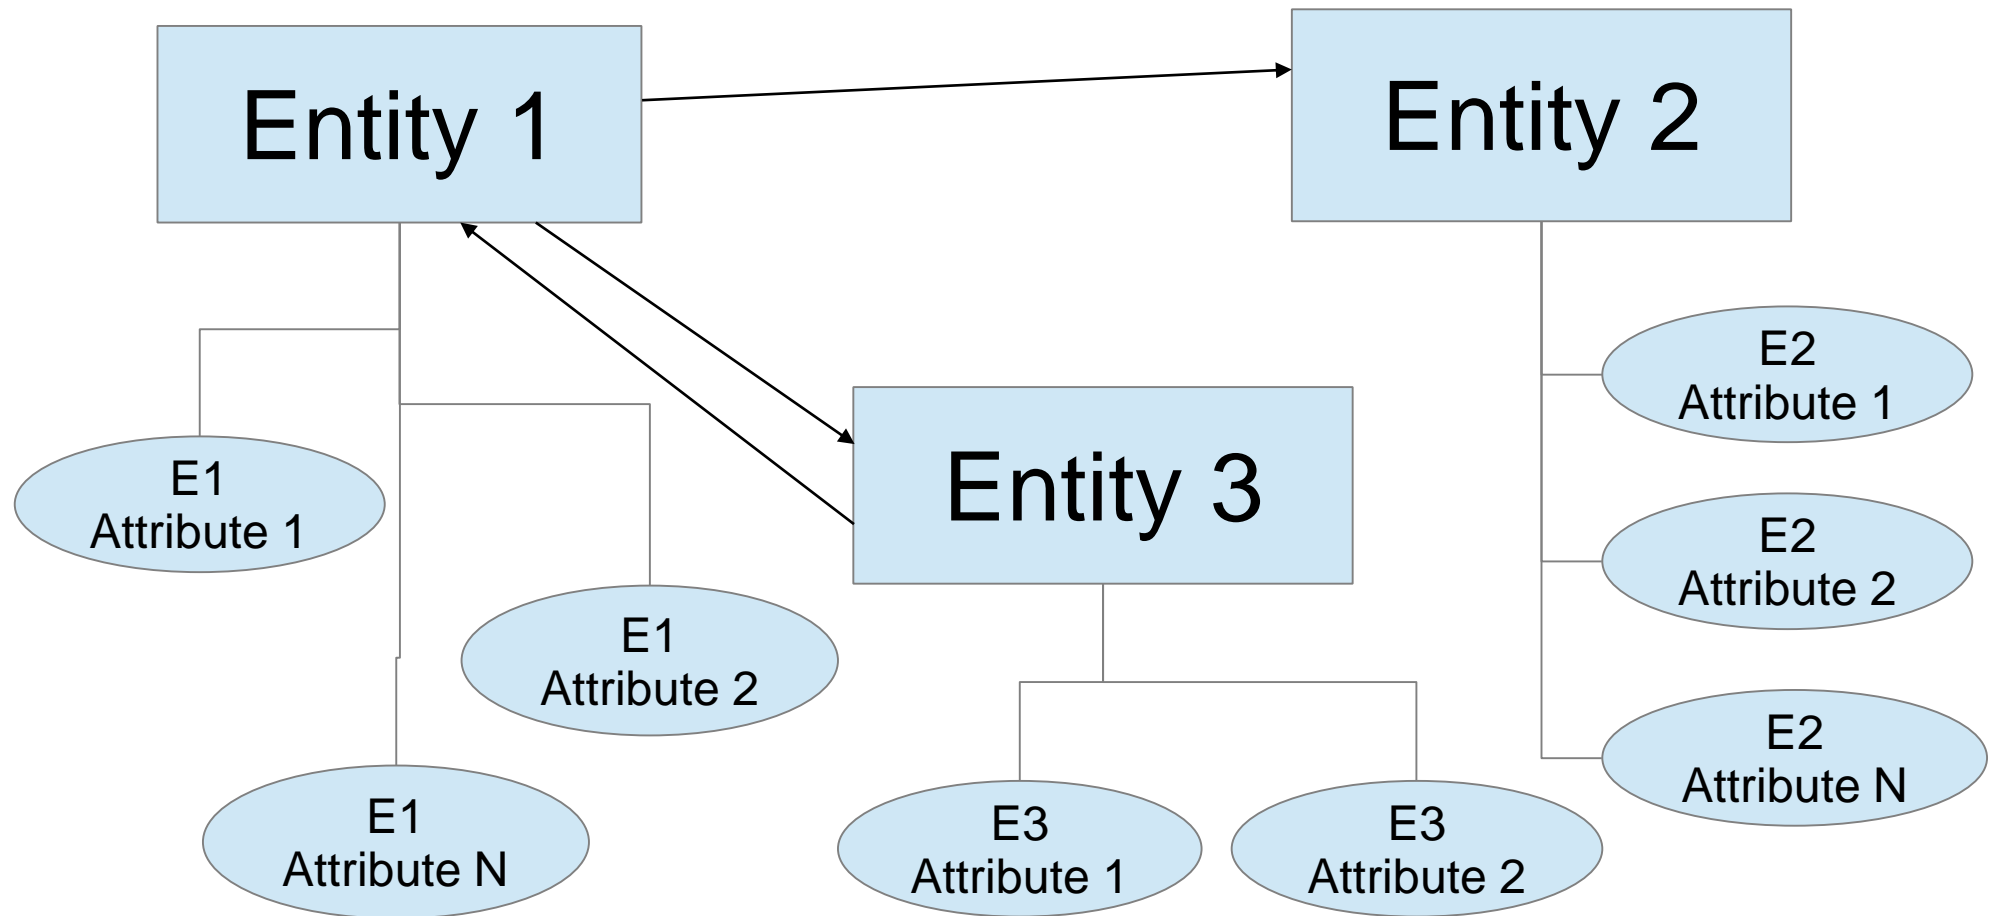 Entity 1
Entity 2
E2
Attribute 1
E1
Attribute 1
Entity 3
E2
Attribute 2
E1
Attribute 2
E2
Attribute N
E1
Attribute N
E3
Attribute 1
E3
Attribute 2